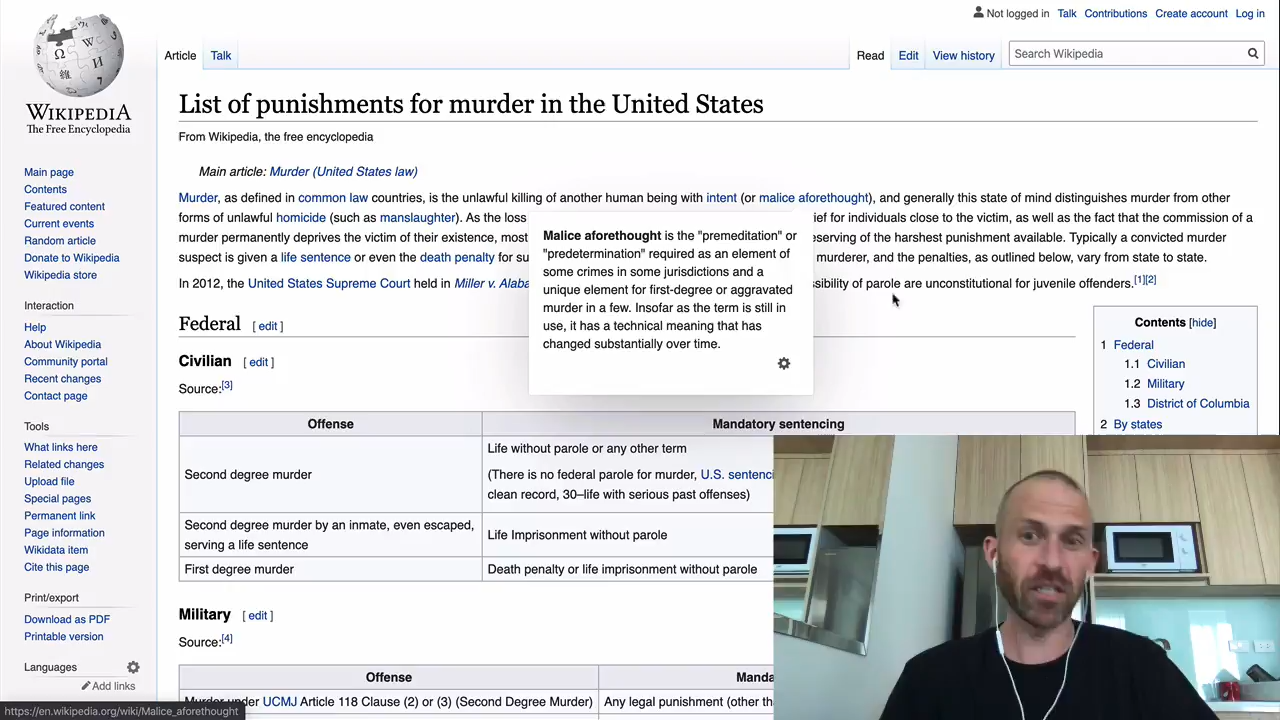 Not logged in Talk Contributions Create account Log in
Article Talk Read Edit View history Search Wikipedia
WIKIPEDIA
The Free Encyclopedia
Main page
Contents
Featured content
Current events
Random article
Donate to Wikipedia
Wikipedia store
Interaction
Help
About Wikipedia
Community portal
Recent changes
Contact page
Tools
What links here
Related changes
Upload file
Special pages
Permanent link
Page information
Wikidata item
Cite this page
Print/export
Download as PDF
Printable version
Languages
Add links
https://en.wikipedia.org/wiki/Malice_aforethought
List of punishments for murder in the United States
From Wikipedia, the free encyclopedia
Main article: Murder (United States law)
Murder, as defined in common law countries, is the unlawful killing of another human being with intent (or malice aforethought), and generally this state of mind distinguishes murder from other
forms of unlawful homicide (such as manslaughter). As the loss ief for individuals close to the victim, as well as the fact that the commission of a
murder permanently deprives the victim of their existence, most eserving of the harshest punishment available. Typically a convicted murder
suspect is given a life sentence or even the death penalty for su murderer, and the penalties, as outlined below, vary from state to state.
In 2012, the United States Supreme Court held in Miller v. Alaba ssibility of parole are unconstitutional for juvenile offenders.[1][2]
Malice aforethought is the "premeditation" or
"predetermination" required as an element of
some crimes in some jurisdictions and a
unique element for first-degree or aggravated
murder in a few. Insofar as the term is still in
use, it has a technical meaning that has
changed substantially over time.
Federal [ edit ]
Civilian [ edit ]
Source:[3]
Offense Mandatory sentencing
Second degree murder
Life without parole or any other term
(There is no federal parole for murder, U.S. sentenci
clean record, 30–life with serious past offenses)
Second degree murder by an inmate, even escaped,
serving a life sentence
Life Imprisonment without parole
First degree murder Death penalty or life imprisonment without parole
Military [ edit ]
Source:[4]
Offense Manda
Murder under UCMJ Article 118 Clause (2) or (3) (Second Degree Murder) Any legal punishment (other th
Contents [hide]
1 Federal
1.1 Civilian
1.2 Military
1.3 District of Columbia
2 By states